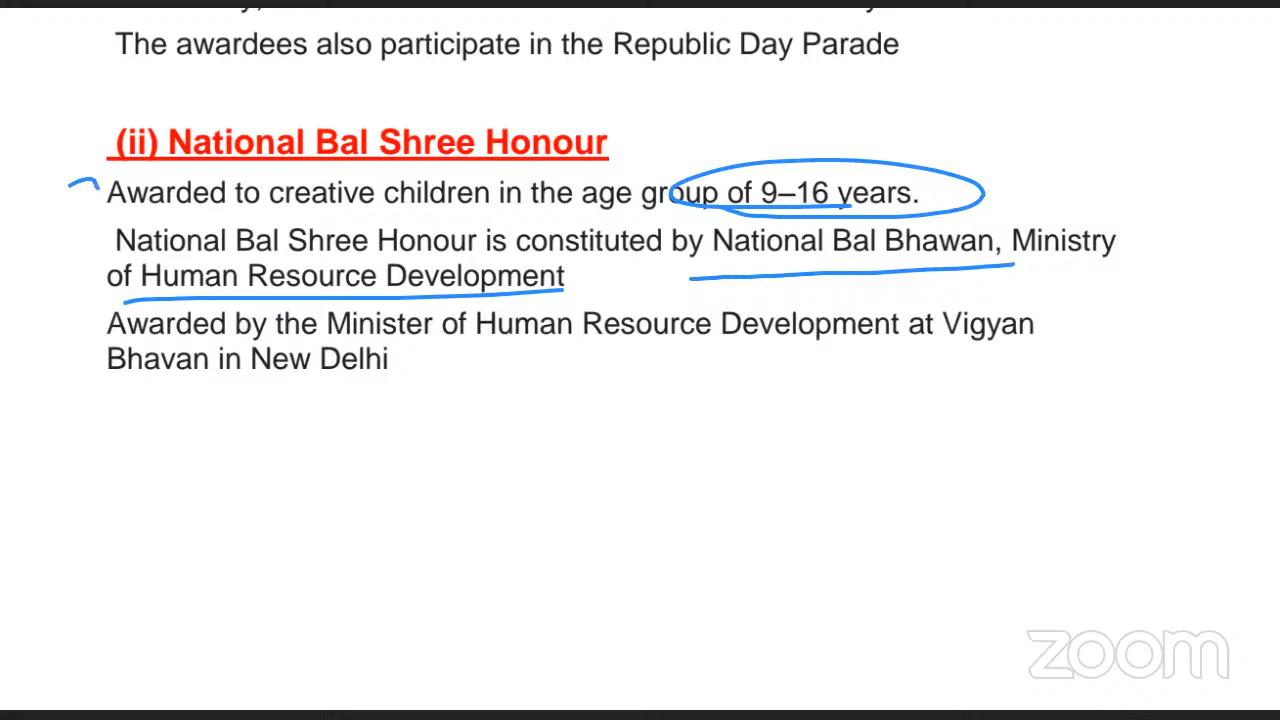 The awardees also participate in the Republic Day Parade
(ii) National Bal Shree Honour
Awarded to creative children in the age group of 9–16 years.
National Bal Shree Honour is constituted by National Bal Bhawan, Ministry
of Human Resource Development
Awarded by the Minister of Human Resource Development at Vigyan
Bhavan in New Delhi
zoom